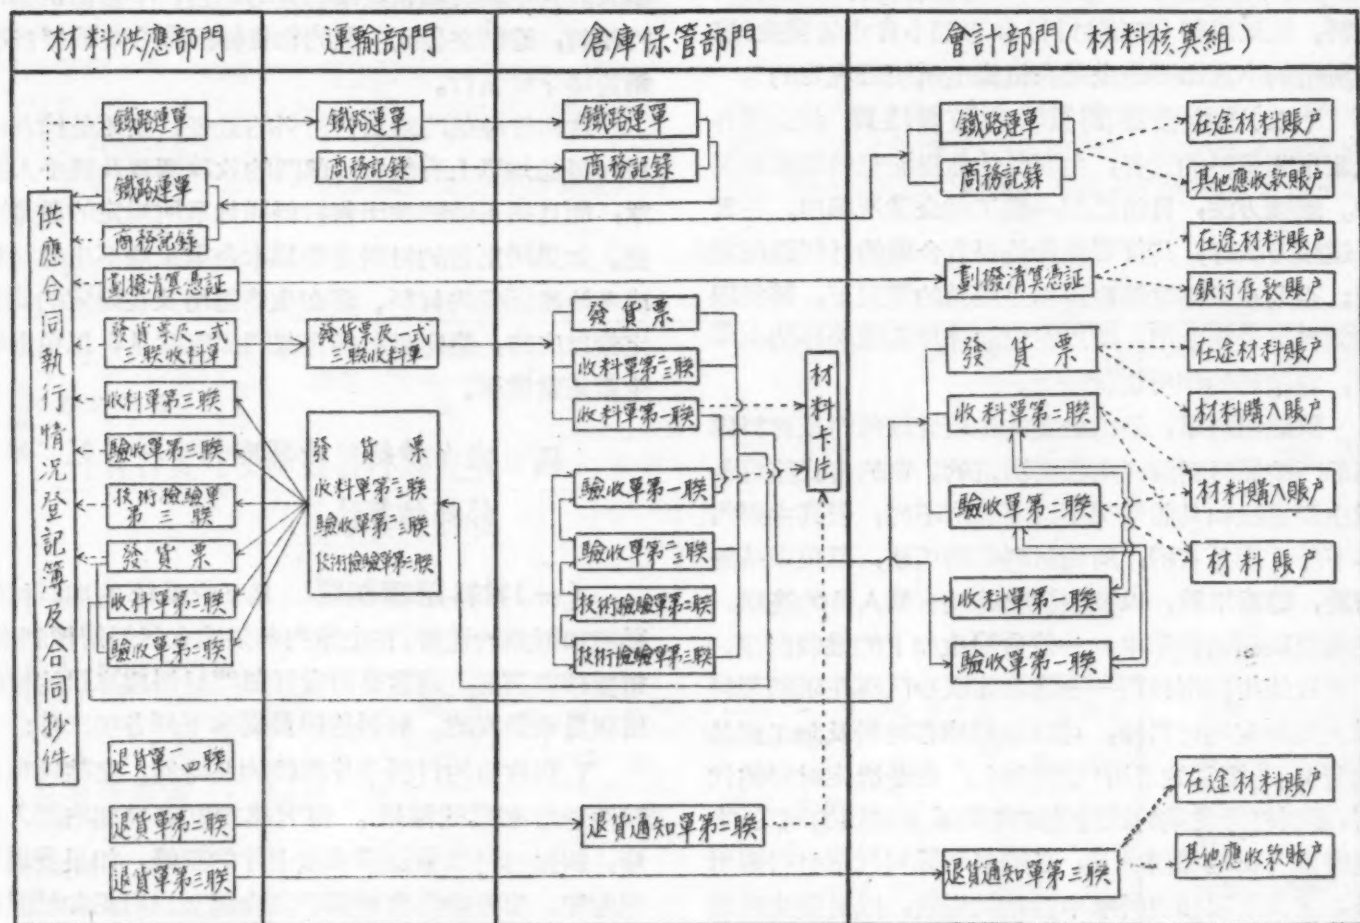 材料供應部門
運輸部門
倉庫保管部門
會計部門(材料核算組)
供應合同執行情况登記簿及合同抄件
鐵路運單
鐵路運單
商務記錄
劃撥清算憑証
發貨票及一式
三聯收料單
收料單第三聯
驗收單第三聯
技術檢驗單
第三聯
發貨票
收料單第二聯
驗收單第二聯
退貨單一四聯
退貨單第二聯
退貨單第三聯
鐵路運單
商務記錄
發貨票及一式
三聯收料單
發貨票
收料單第二三聯
驗收單第二三聯
技術檢驗單第三聯
鐵路運單
商務記錄
發貨票
收料單第二三聯
收料單第一聯
驗收單第一聯
驗收單第二三聯
技術檢驗單第二聯
技術檢驗單第三聯
退貨通知單第二聯
材料卡片
鐵路運單
商務記錄
劃撥清算憑証
發貨票
收料單第二聯
驗收單第二聯
收料單第一聯
驗收單第一聯
退貨通知單第三聯
在途材料賬户
其他應收款賬户
在途材料賬户
銀行存款賬户
在途材料賬户
材料購入賬户
材料購入賬户
材料賬户
在途材料賬户
其他應收款賬户